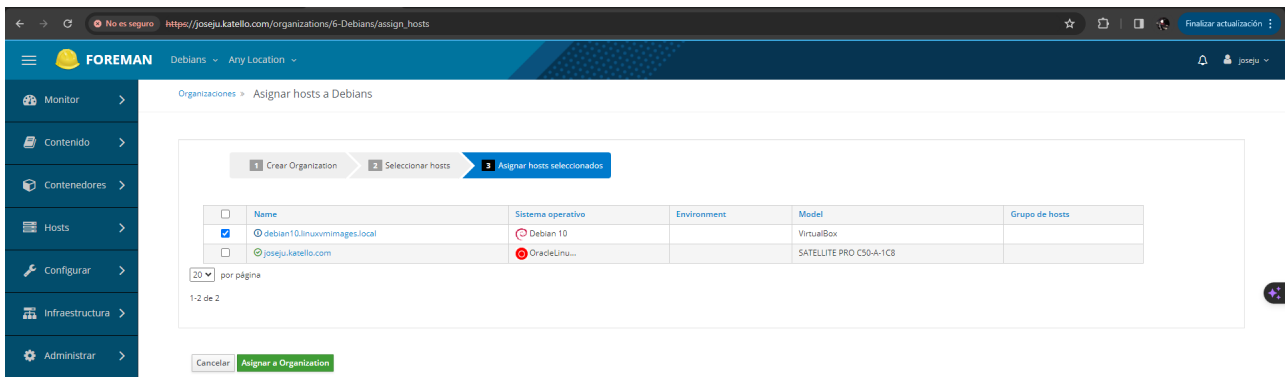 No es seguro https://joseju.katello.com/organizations/6-Debians/assign_hosts Finalizar actualización
FOREMAN Debians Any Location joseju
Monitor
Contenido
Contenedores
Hosts
Configurar
Infraestructura
Administrar
Organizaciones » Asignar hosts a Debians
1 Crear Organization 2 Seleccionar hosts 3 Asignar hosts seleccionados
Name Sistema operativo Environment Model Grupo de hosts
debian10.linuxvmimages.local Debian 10 VirtualBox
joseju.katello.com OracleLinu... SATELLITE PRO C50-A-1C8
20 por página
1-2 de 2
Cancelar Asignar a Organization